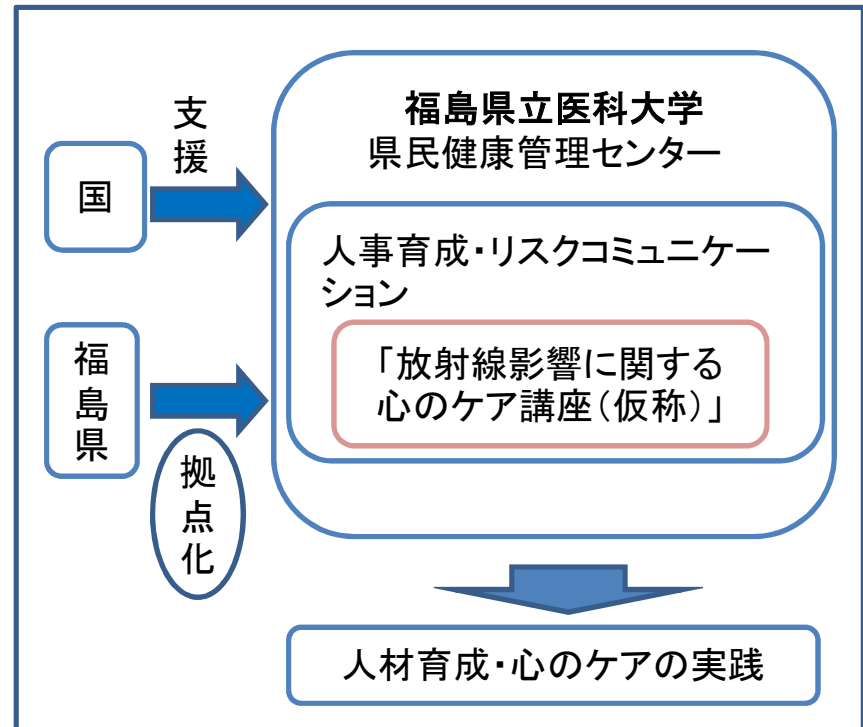 支援
国
福島県
拠点化
福島県立医科大学
県民健康管理センター
人事育成・リスクコミュニケー
ション
「放射線影響に関する
心のケア講座(仮称)」
人材育成・心のケアの実践